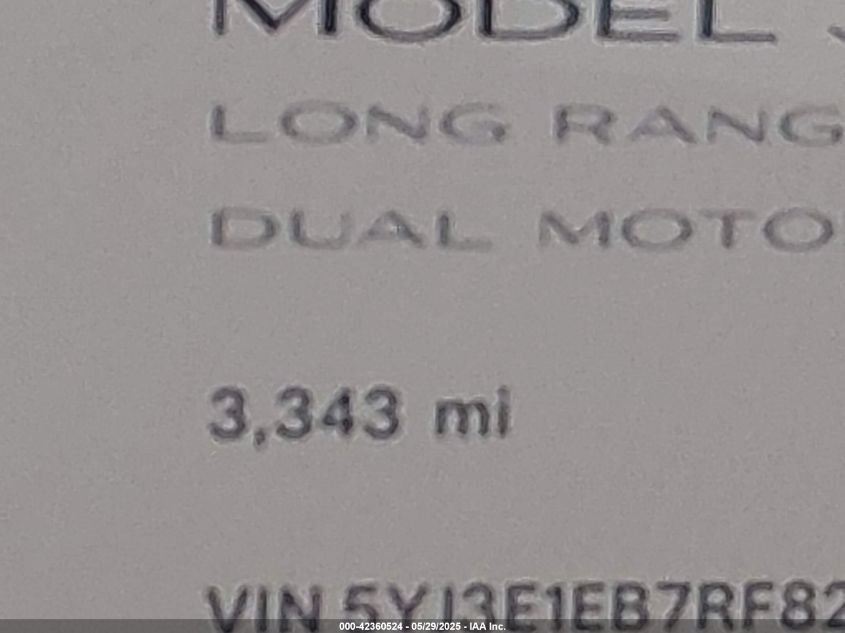 MODEL
LONG RANG
DUAL MOTO
3,343 mi
VIN 5YJ3E1EB7RF82
000-42360524 - 05/29/2025 - IAA Inc.